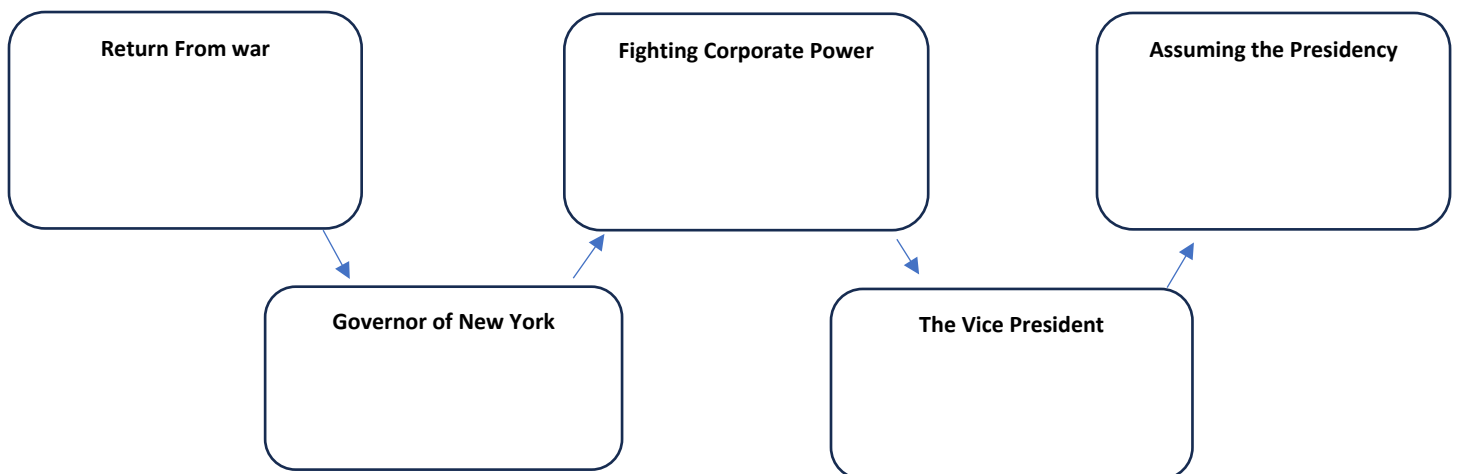 Return From war
Governor of New York
Fighting Corporate Power
The Vice President
Assuming the Presidency